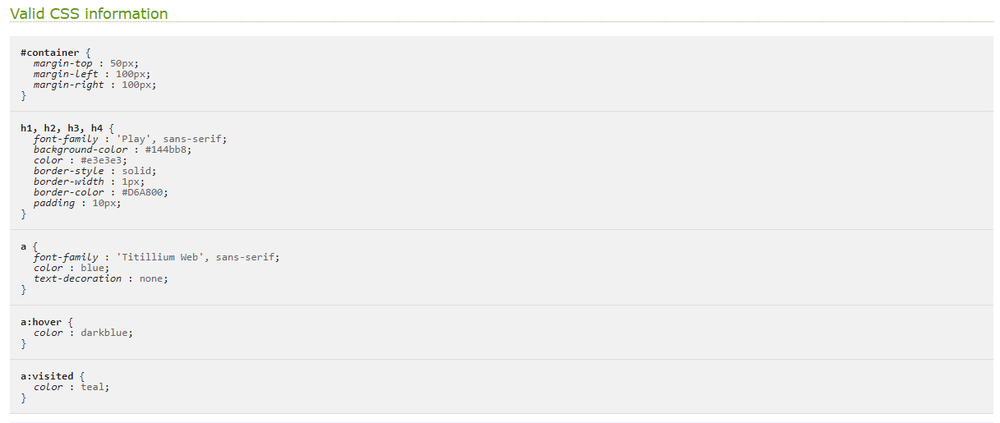 Valid CSS information
#container {
margin-top : 50px;
margin-left : 100px;
margin-right : 100px;
}
h1, h2, h3, h4 {
font-family : 'Play', sans-serif;
background-color : #144bb8;
color : #e3e3e3;
border-style : solid;
border-width : 1px;
border-color : #D6A800;
padding : 10px;
}
a {
font-family : 'Titillium Web', sans-serif;
color : blue;
text-decoration : none;
}
a:hover {
color : darkblue;
}
a:visited {
color : teal;
}